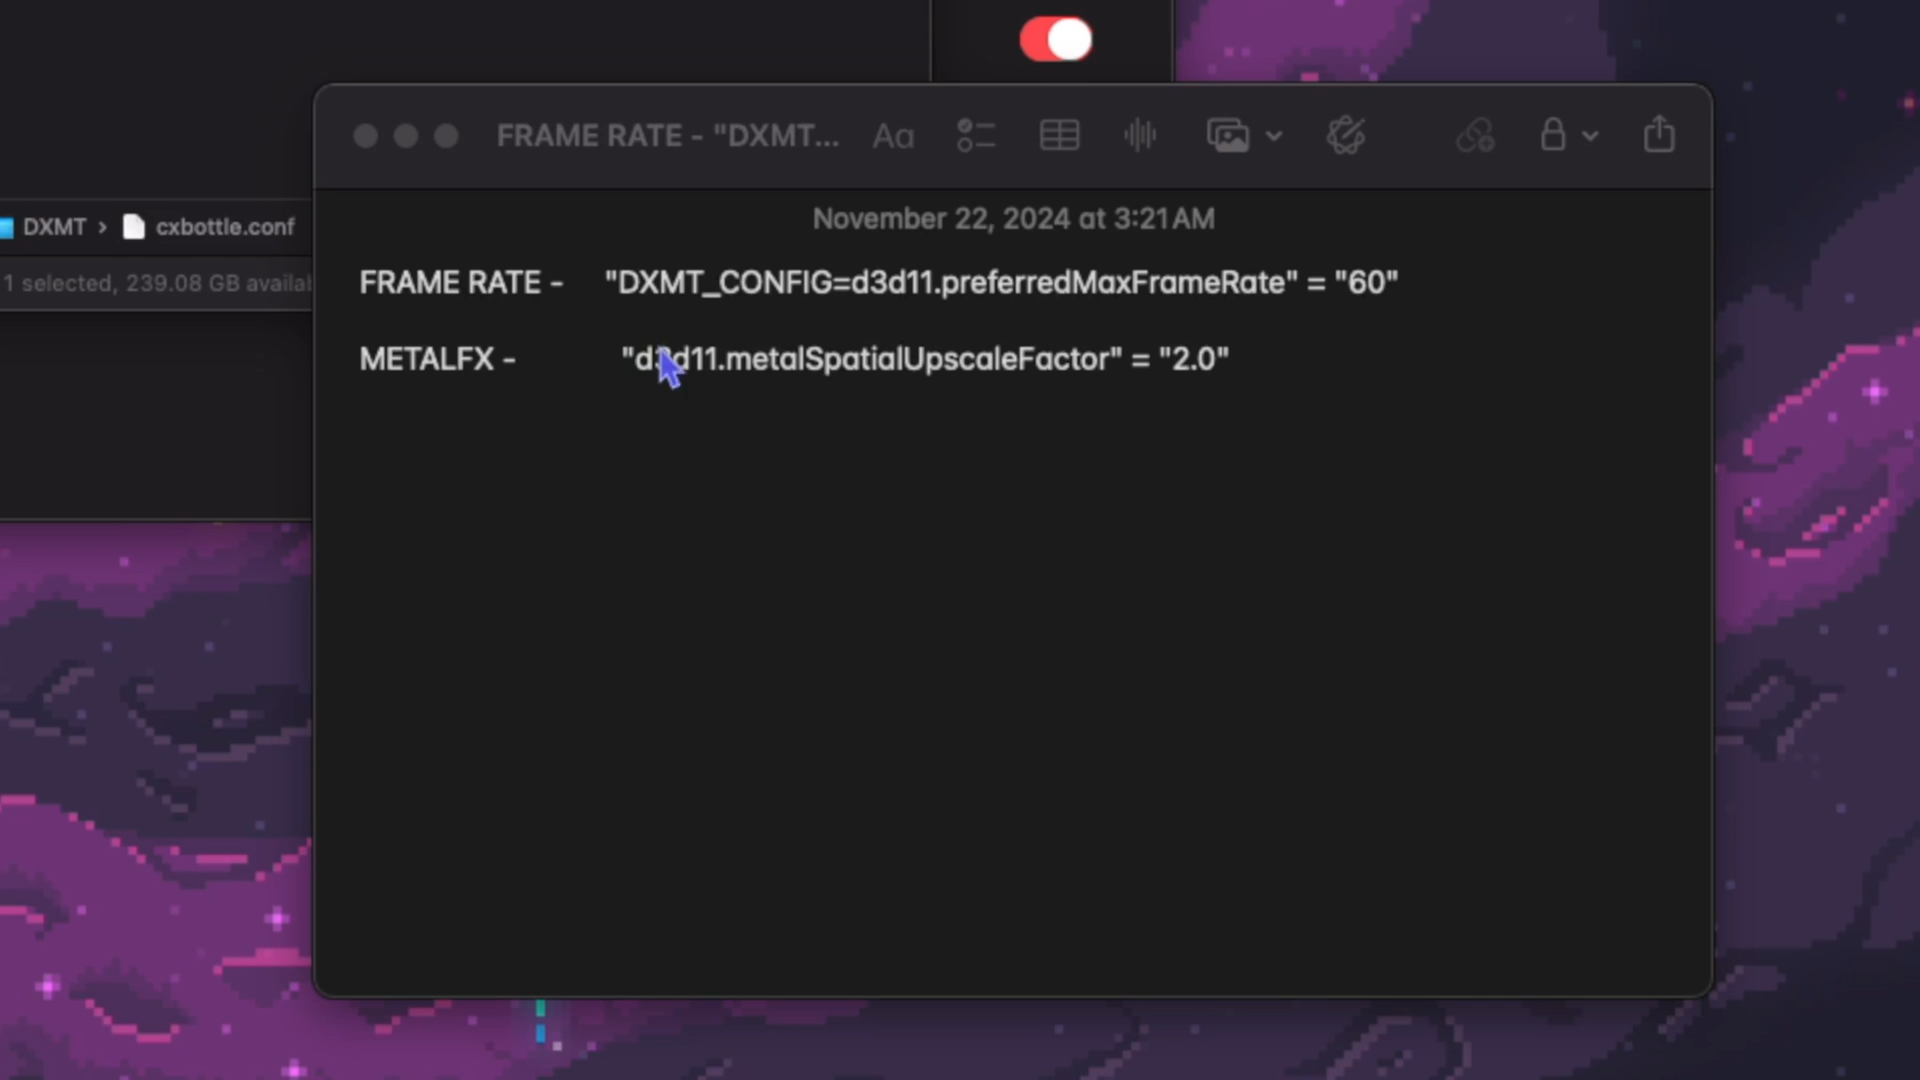 FRAME RATE - "DXMT...
Aa
DXMT › cxbottle.conf
1 selected, 239.08 GB
November 22, 2024 at 3:21 AM
FRAME RATE - "DXMT_CONFIG=d3d11.preferredMaxFrameRate" = "60"
METALFX - "d3d11.metalSpatialUpscaleFactor" = "2.0"